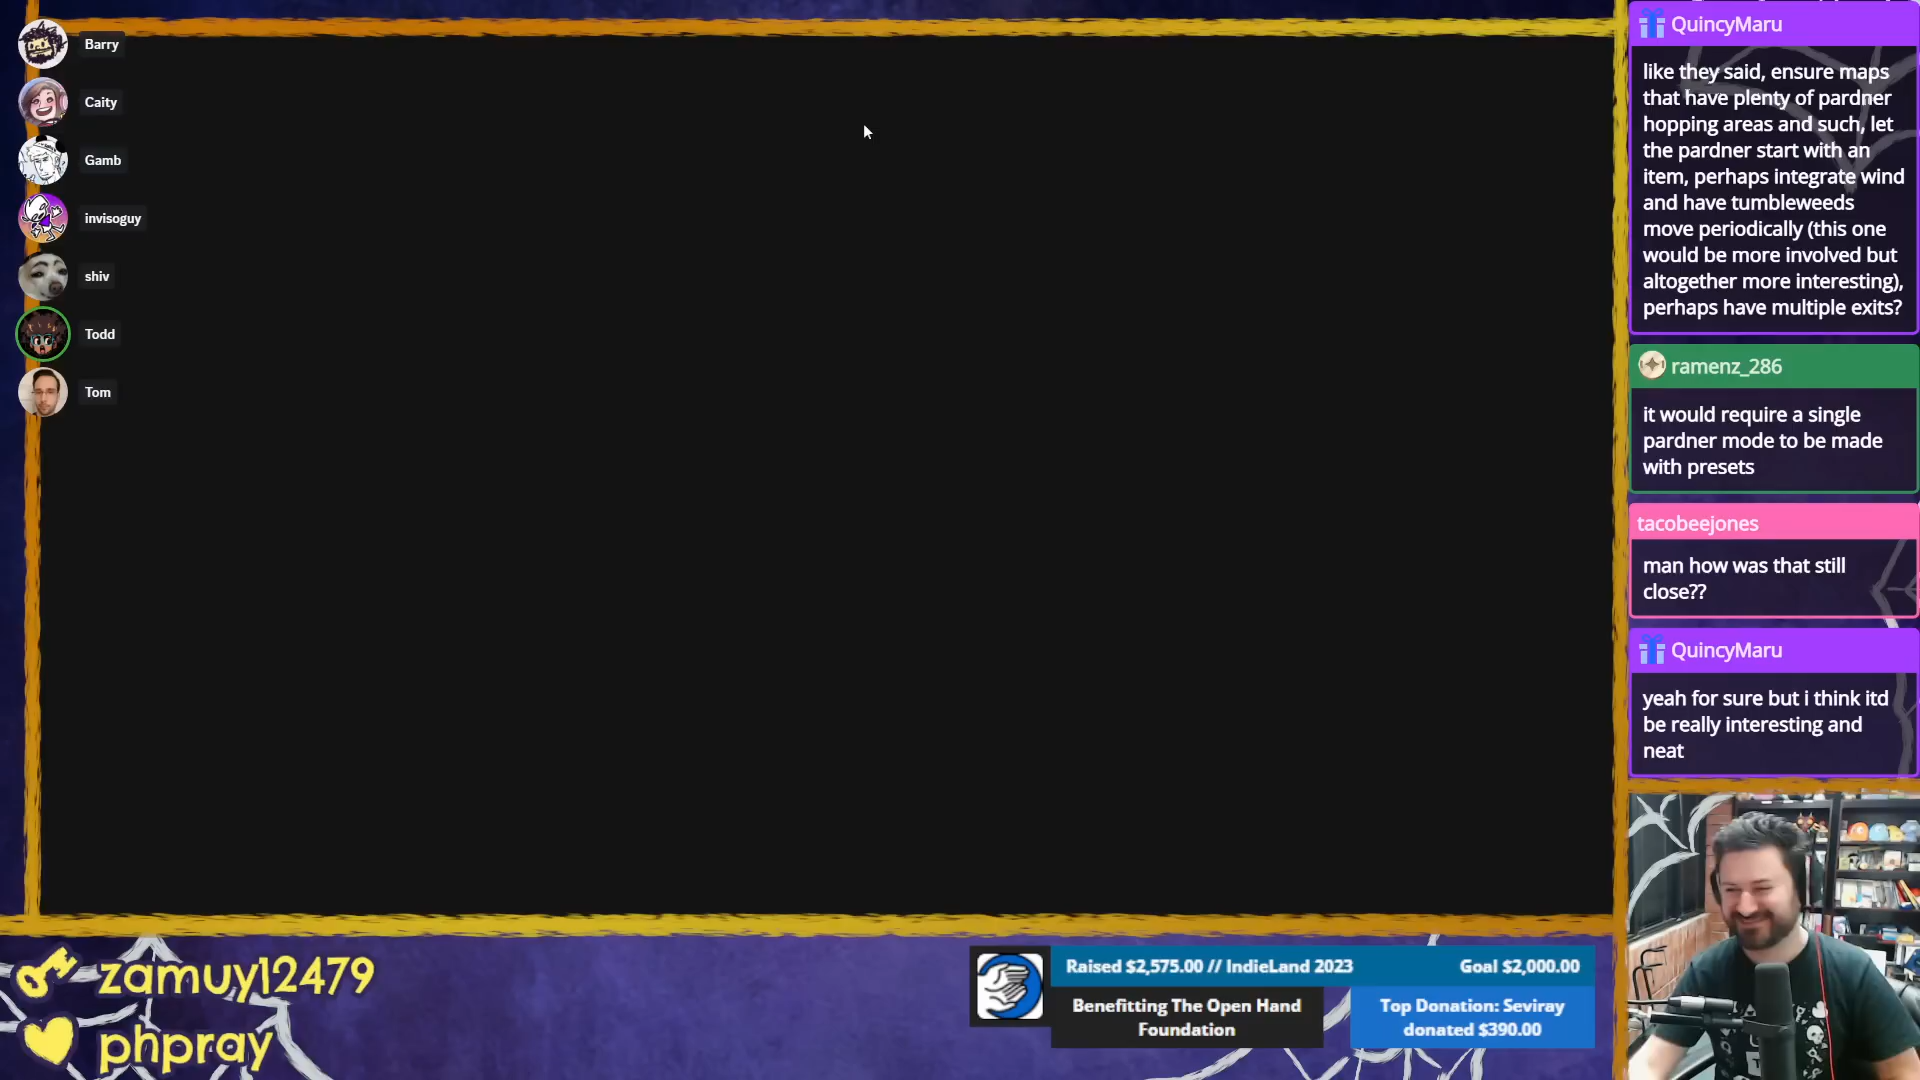 Barry
Caity
Gamb
invisoguy
shiv
Todd
Tom
QuincyMaru
like they said, ensure maps
that have plenty of pardner
hopping areas and such, let
the pardner start with an
item, perhaps integrate wind
and have tumbleweeds
move periodically (this one
would be more involved but
altogether more interesting),
perhaps have multiple exits?
ramenz_286
it would require a single
pardner mode to be made
with presets
tacobeejones
man how was that still
close??
QuincyMaru
yeah for sure but i think itd
be really interesting and
neat
zamuy12479
phpray
Raised $2,575.00 // IndieLand 2023
Goal $2,000.00
Benefitting The Open Hand
Foundation
Top Donation: Seviray
donated $390.00